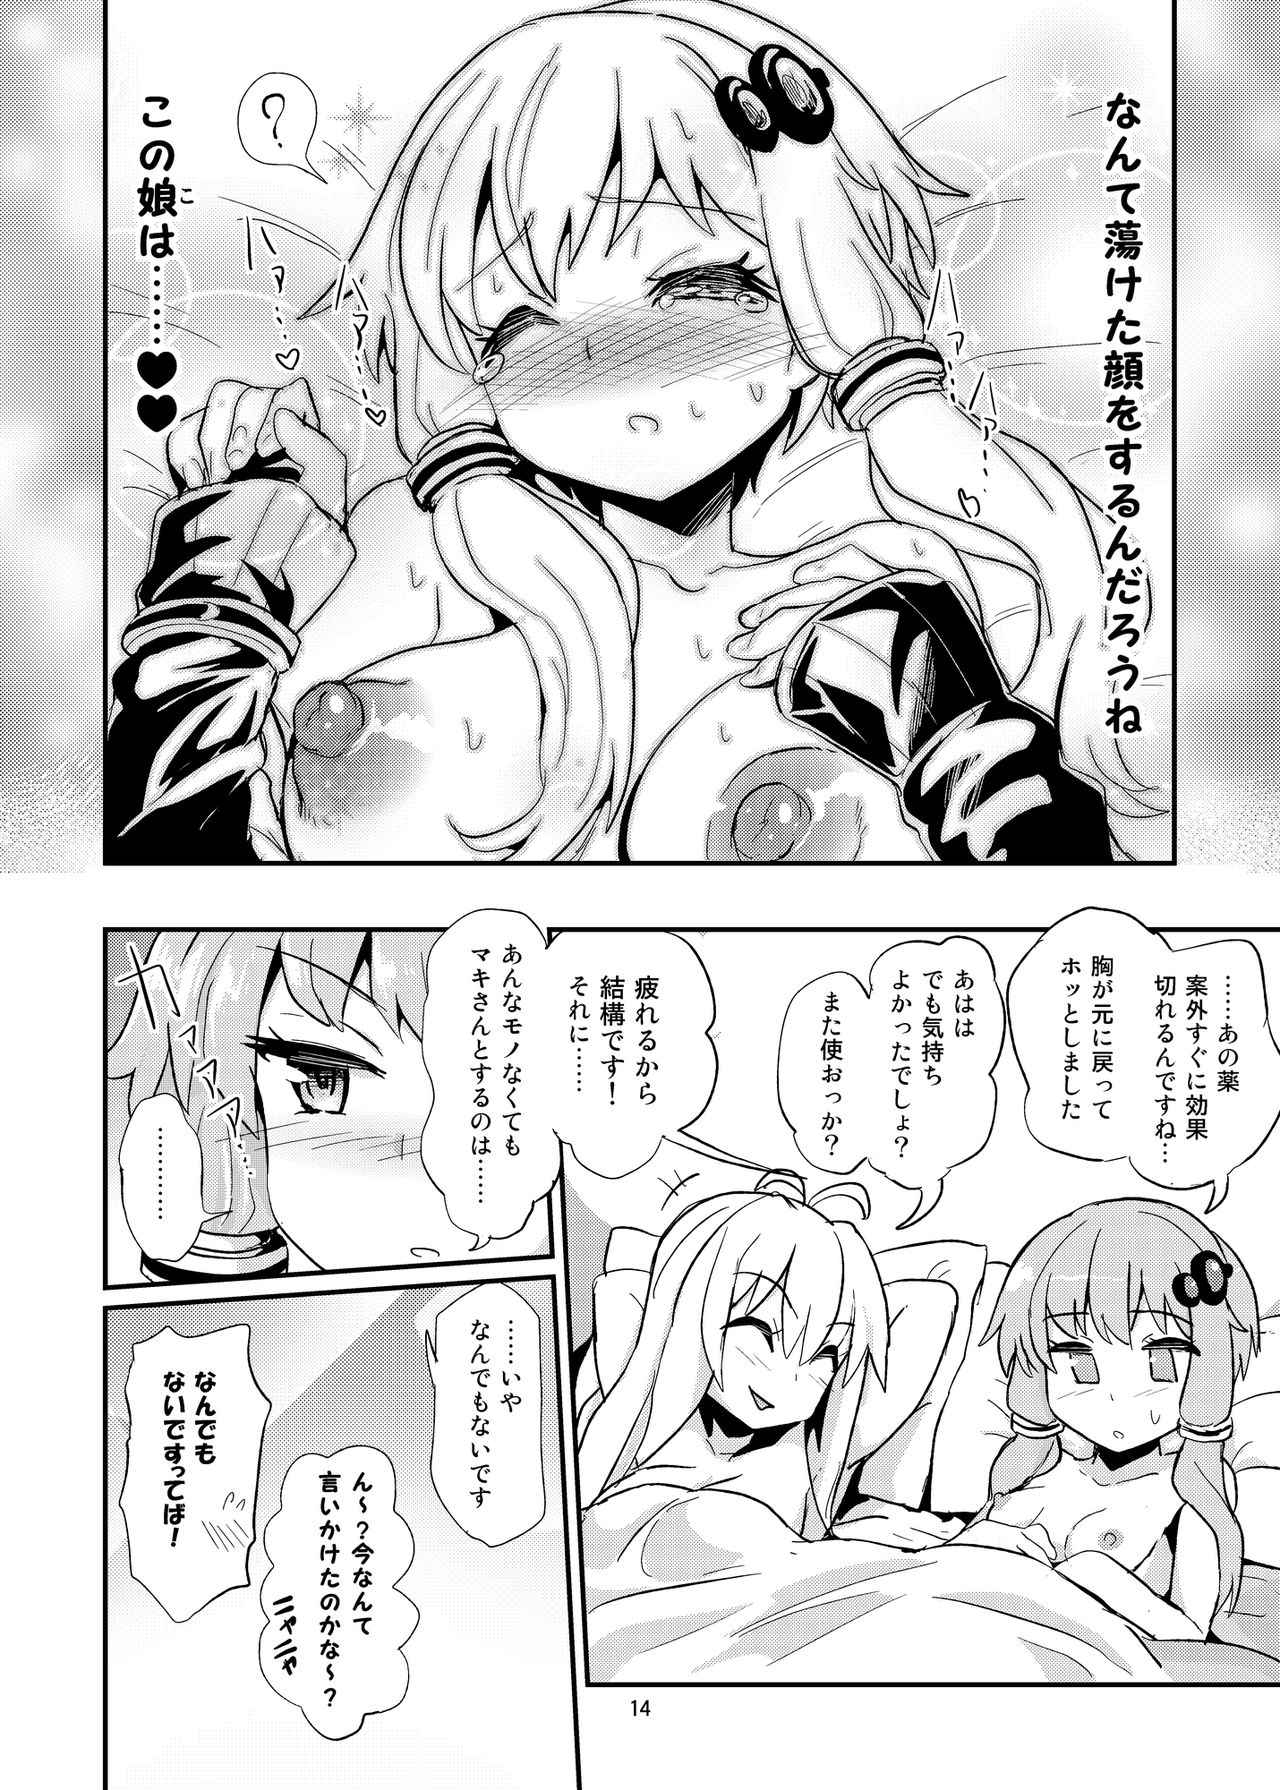 なんて蕩けた顔をするんだろうね
この娘は……♥♥
こ
？
ハァ
ハァ
ハァ
ハァ
……あの薬
案外すぐに効果
切れるんですね…
胸が元に戻って
ホッとしました
あはは
でも気持ち
よかったでしょ？
また使おっか？
疲れるから
結構です！
それに……
あんなモノなくても
マキさんとするのは……
カァァァ…
………
……いや
なんでもないです
ん～？今なんて
言いかけたのかな～？
ニャニャ
なんでも
ないですってば！
14